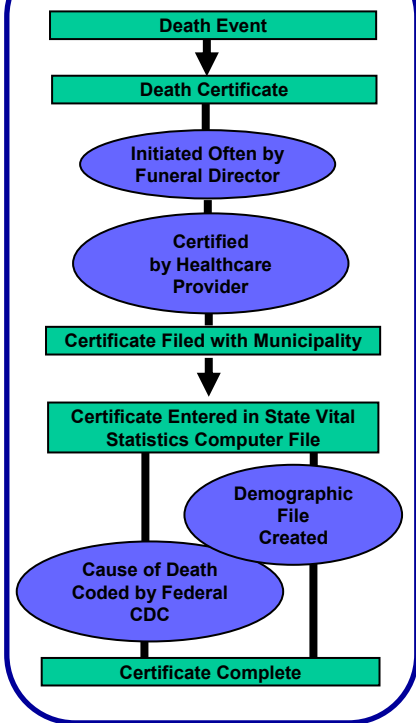 Death Event
Death Certificate
Initiated Often by
Funeral Director
Certified
by Healthcare
Provider
Certificate Filed with Municipality
Certificate Entered in State Vital
Statistics Computer File
Demographic
File
Created
Cause of Death
Coded by Federal
CDC
Certificate Complete